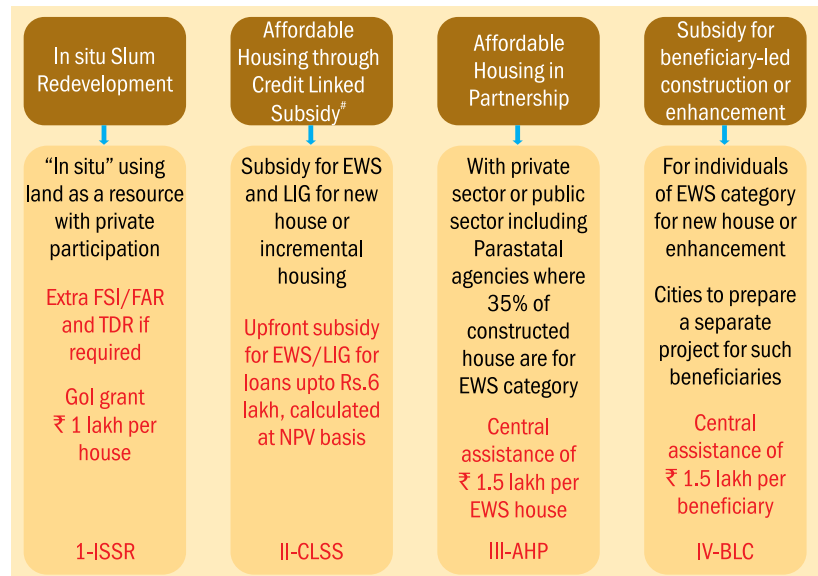 In situ Slum
Redevelopment
"In situ" using
land as a resource
with private
participation
Extra FSI/FAR
and TDR if
required
GoI grant
₹ 1 lakh per
house
1-ISSR
Affordable
Housing through
Credit Linked
Subsidy#
Subsidy for EWS
and LIG for new
house or
incremental
housing
Upfront subsidy
for EWS/LIG for
loans upto Rs.6
lakh, calculated
at NPV basis
II-CLSS
Affordable
Housing in
Partnership
With private
sector or public
sector including
Parastatal
agencies where
35% of
constructed
house are for
EWS category
Central
assistance of
₹ 1.5 lakh per
EWS house
III-AHP
Subsidy for
beneficiary-led
construction or
enhancement
For individuals
of EWS category
for new house or
enhancement
Cities to prepare
a separate
project for such
beneficiaries
Central
assistance of
₹ 1.5 lakh per
beneficiary
IV-BLC